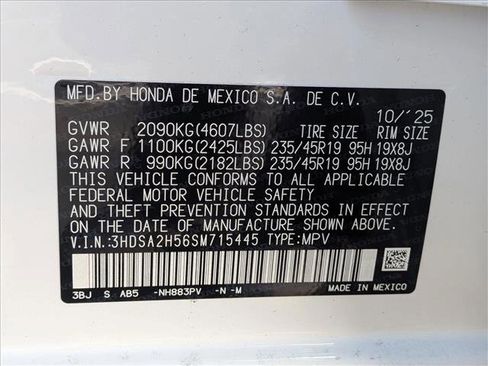 MFD.BY HONDA DE MEXICO S.A. DE C.V.
10/'25
GVWR 2090KG(4607LBS) TIRE SIZE RIM SIZE
GAWR F 1100KG(2425LBS) 235/45R19 95H 19X8J
GAWR R 990KG(2182LBS) 235/45R19 95H 19X8J
THIS VEHICLE CONFORMS TO ALL APPLICABLE
FEDERAL MOTOR VEHICLE SAFETY
STANDARDS IN EFFECT ON THE DATE OF
MANUFACTURE SHOWN ABOVE.
V.I.N.:3HDSA2H56SM715445 TYPE:MPV
3BJ S AB5 -NH883PV -N -M MADE IN MEXICO